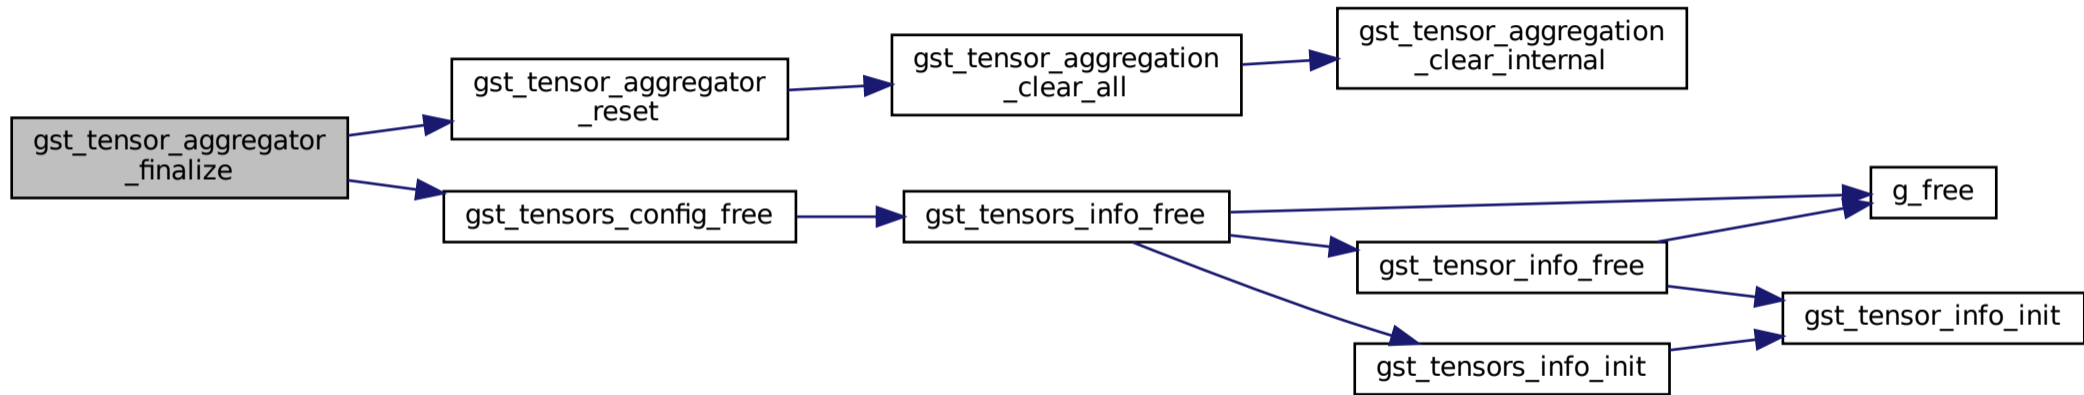 gst_tensor_aggregator
_finalize
gst_tensor_aggregator
_reset
gst_tensor_aggregation
_clear_all
gst_tensor_aggregation
_clear_internal
gst_tensors_config_free
gst_tensors_info_free
g_free
gst_tensor_info_free
gst_tensor_info_init
gst_tensors_info_init